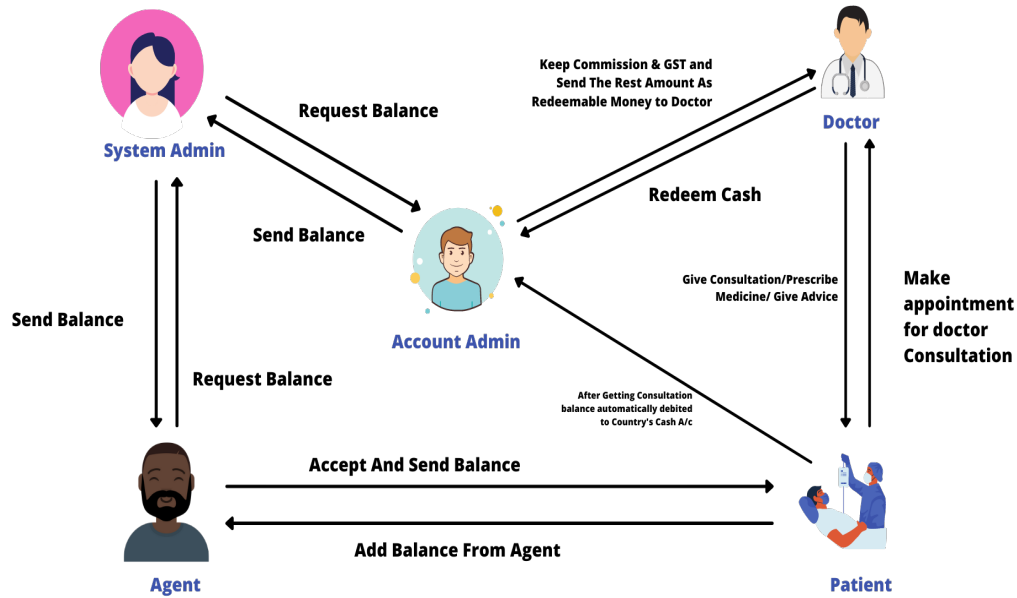 Keep Commission & GST and
Send The Rest Amount As
Redeemable Money to Doctor
Request Balance
Doctor
System Admin
Redeem Cash
Send Balance
Give Consultation/Prescribe
Medicine/ Give Advice
Make
appointment
for doctor
Consultation
Send Balance
Account Admin
Request Balance
After Getting Consultation
balance automatically debited
to Country's Cash A/c
Accept And Send Balance
Add Balance From Agent
Agent
Patient